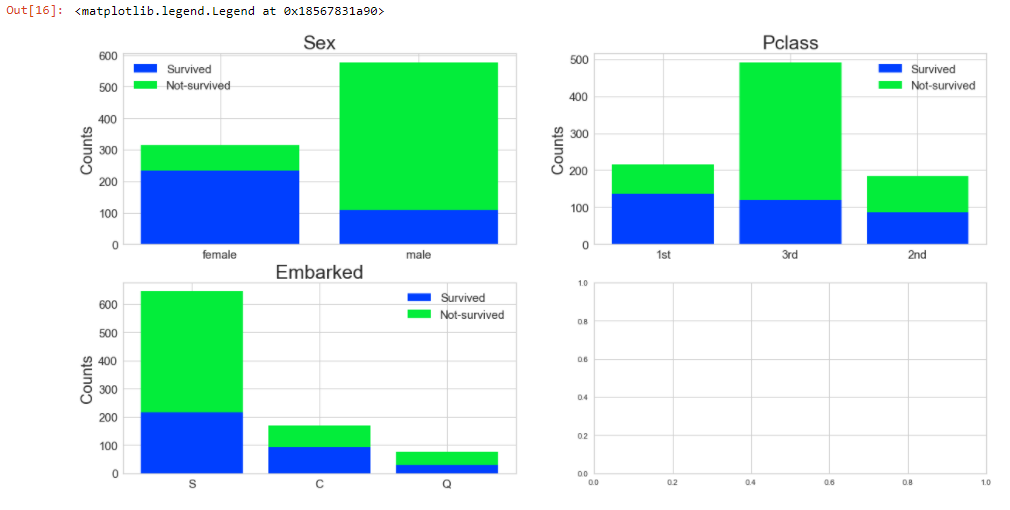 Out[16]: <matplotlib.legend.Legend at 0x18567831a90>
Sex
600
500
400
300
200
100
0
Counts
Survived
Not-survived
female male
Pclass
500
400
300
200
100
0
Counts
Survived
Not-survived
1st 3rd 2nd
Embarked
600
500
400
300
200
100
0
Counts
Survived
Not-survived
S C Q
1.0
0.8
0.6
0.4
0.2
0.0
0.0 0.2 0.4 0.6 0.8 1.0